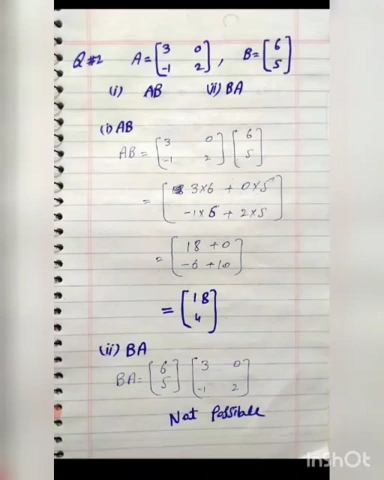 Q#2 A = [3 0; -1 2], B = [6; 5]
(i) AB (ii) BA
(i) AB
AB = [3 0; -1 2] [6; 5]
= [3×6 + 0×5; -1×6 + 2×5]
= [18 + 0; -6 + 10]
= [18; 4]
(ii) BA
BA = [6; 5] [3 0; -1 2]
Not Possible
InShOt